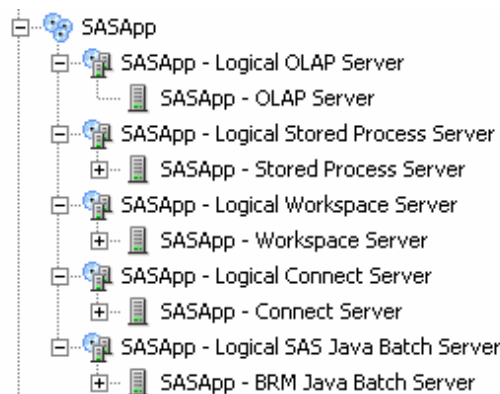 SASApp
SASApp - Logical OLAP Server
SASApp - OLAP Server
SASApp - Logical Stored Process Server
SASApp - Stored Process Server
SASApp - Logical Workspace Server
SASApp - Workspace Server
SASApp - Logical Connect Server
SASApp - Connect Server
SASApp - Logical SAS Java Batch Server
SASApp - BRM Java Batch Server